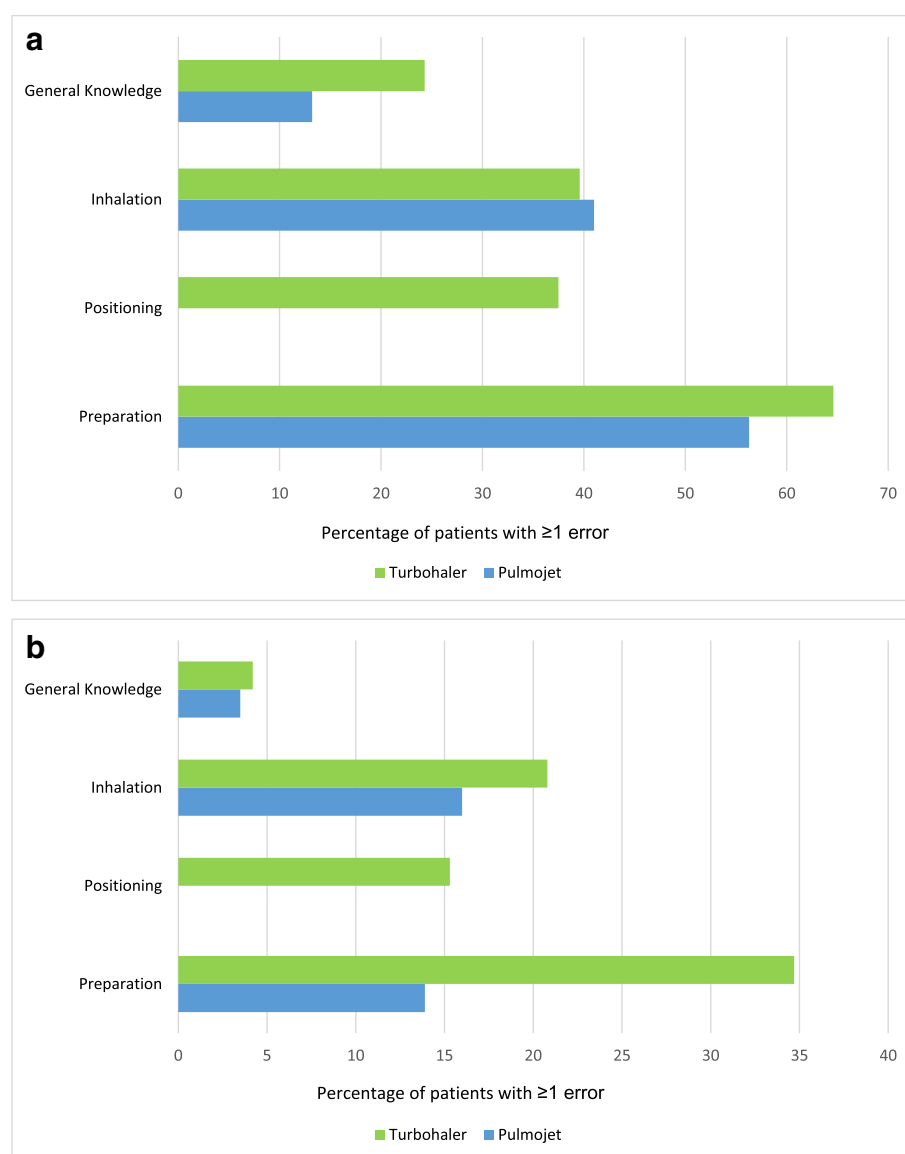 a
General Knowledge
Inhalation
Positioning
Preparation
0 10 20 30 40 50 60 70
Percentage of patients with ≥1 error
Turbohaler Pulmojet
b
General Knowledge
Inhalation
Positioning
Preparation
0 5 10 15 20 25 30 35 40
Percentage of patients with ≥1 error
Turbohaler Pulmojet